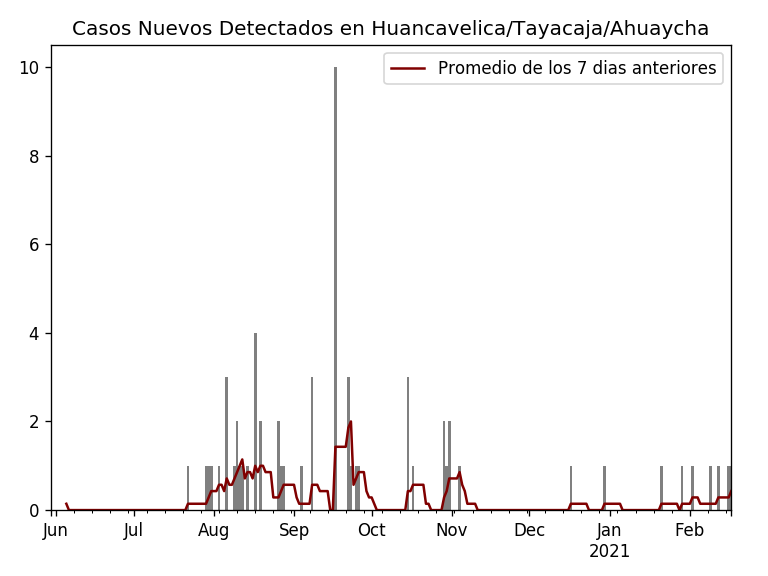 Casos Nuevos Detectados en Huancavelica/Tayacaja/Ahuaycha
Promedio de los 7 dias anteriores
10
8
6
4
2
0
Jun Jul Aug Sep Oct Nov Dec Jan Feb
2021